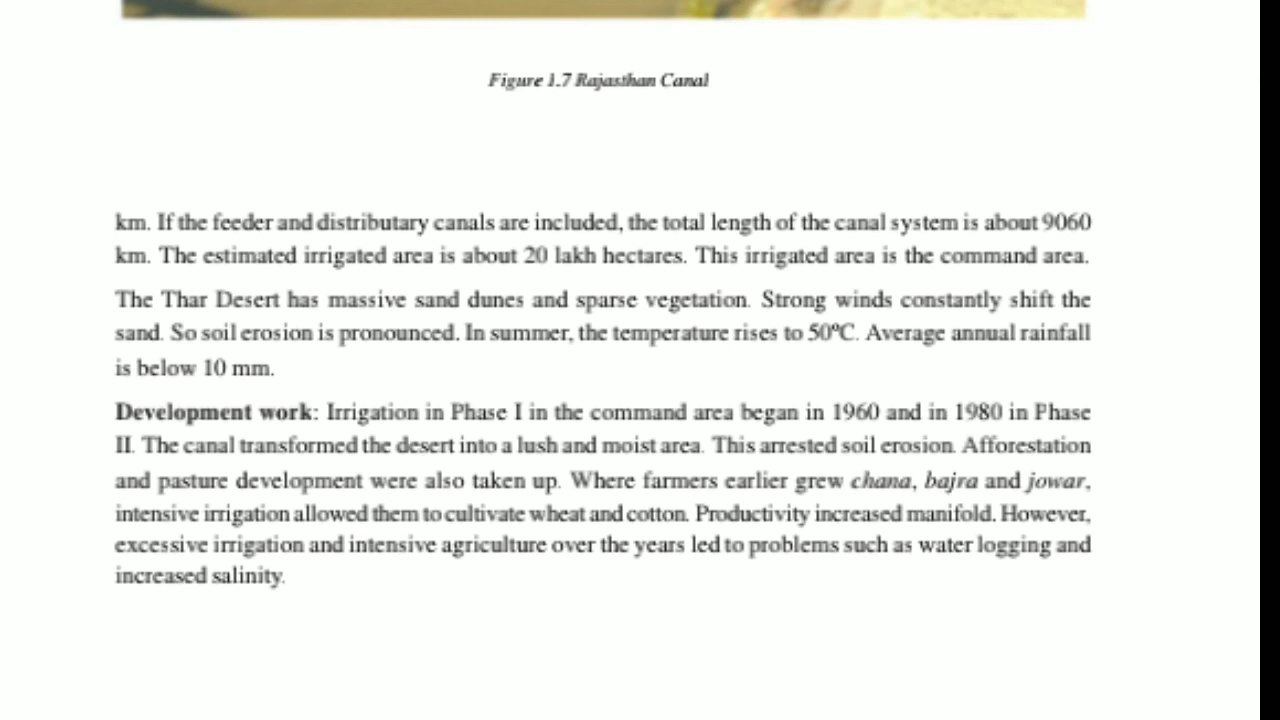 Figure 1.7 Rajasthan Canal
km. If the feeder and distributary canals are included, the total length of the canal system is about 9060
km. The estimated irrigated area is about 20 lakh hectares. This irrigated area is the command area.
The Thar Desert has massive sand dunes and sparse vegetation. Strong winds constantly shift the
sand. So soil erosion is pronounced. In summer, the temperature rises to 50ºC. Average annual rainfall
is below 10 mm.
Development work: Irrigation in Phase I in the command area began in 1960 and in 1980 in Phase
II. The canal transformed the desert into a lush and moist area. This arrested soil erosion. Afforestation
and pasture development were also taken up. Where farmers earlier grew chana, bajra and jowar,
intensive irrigation allowed them to cultivate wheat and cotton. Productivity increased manifold. However,
excessive irrigation and intensive agriculture over the years led to problems such as water logging and
increased salinity.